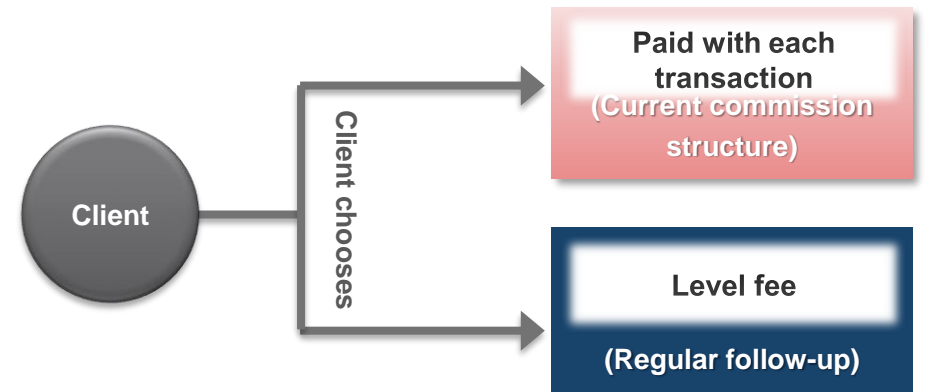 Client
Client chooses
Paid with each
transaction
(Current commission
structure)
Level fee
(Regular follow-up)